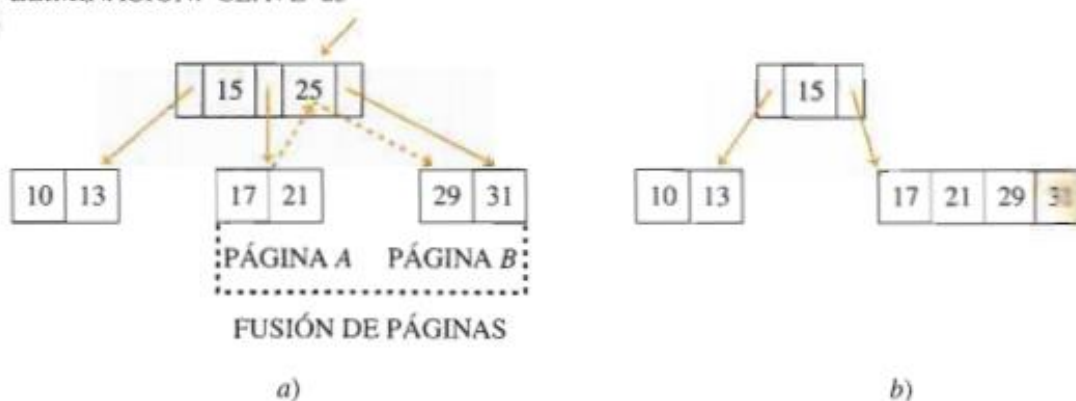 15 25
10 13 17 21 29 31
PÁGINA A PÁGINA B
FUSIÓN DE PÁGINAS
a)
15
10 13 17 21 29 31
b)